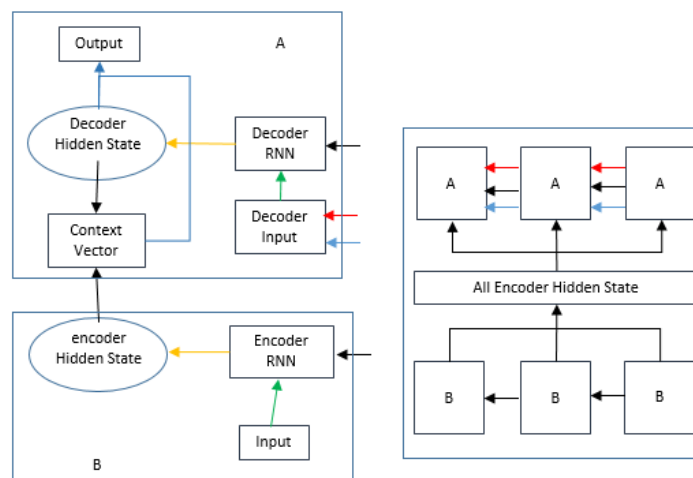 Output
A
Decoder
Hidden State
Decoder
RNN
Context
Vector
Decoder
Input
encoder
Hidden State
Encoder
RNN
Input
B
A
A
A
All Encoder Hidden State
B
B
B